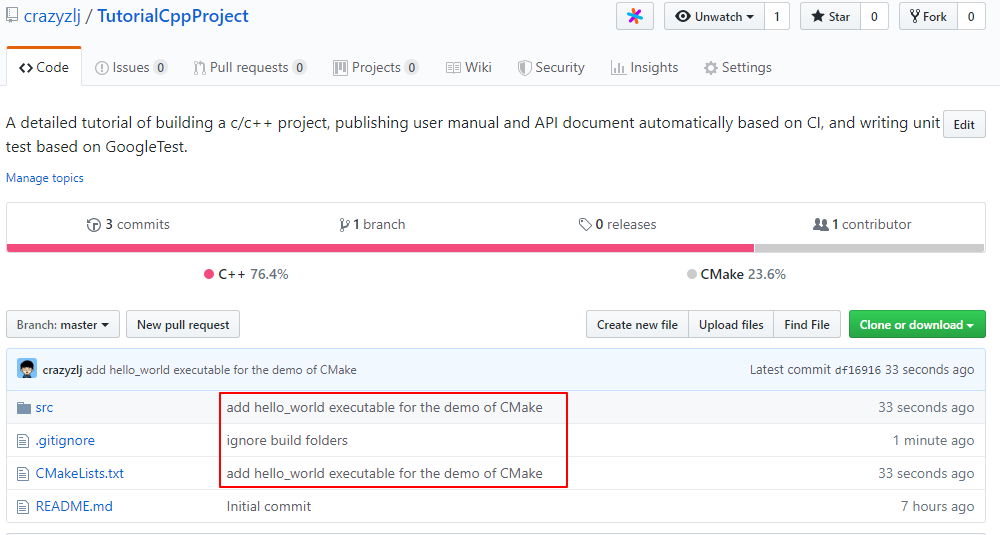 crazyzlj / TutorialCppProject
Unwatch 1 Star 0 Fork 0
Code Issues 0 Pull requests 0 Projects 0 Wiki Security Insights Settings
A detailed tutorial of building a c/c++ project, publishing user manual and API document automatically based on CI, and writing unit
test based on GoogleTest.
Edit
Manage topics
3 commits 1 branch 0 releases 1 contributor
C++ 76.4% CMake 23.6%
Branch: master New pull request Create new file Upload files Find File Clone or download
crazyzlj add hello_world executable for the demo of CMake Latest commit df16916 33 seconds ago
src add hello_world executable for the demo of CMake 33 seconds ago
.gitignore ignore build folders 1 minute ago
CMakeLists.txt add hello_world executable for the demo of CMake 33 seconds ago
README.md Initial commit 7 hours ago